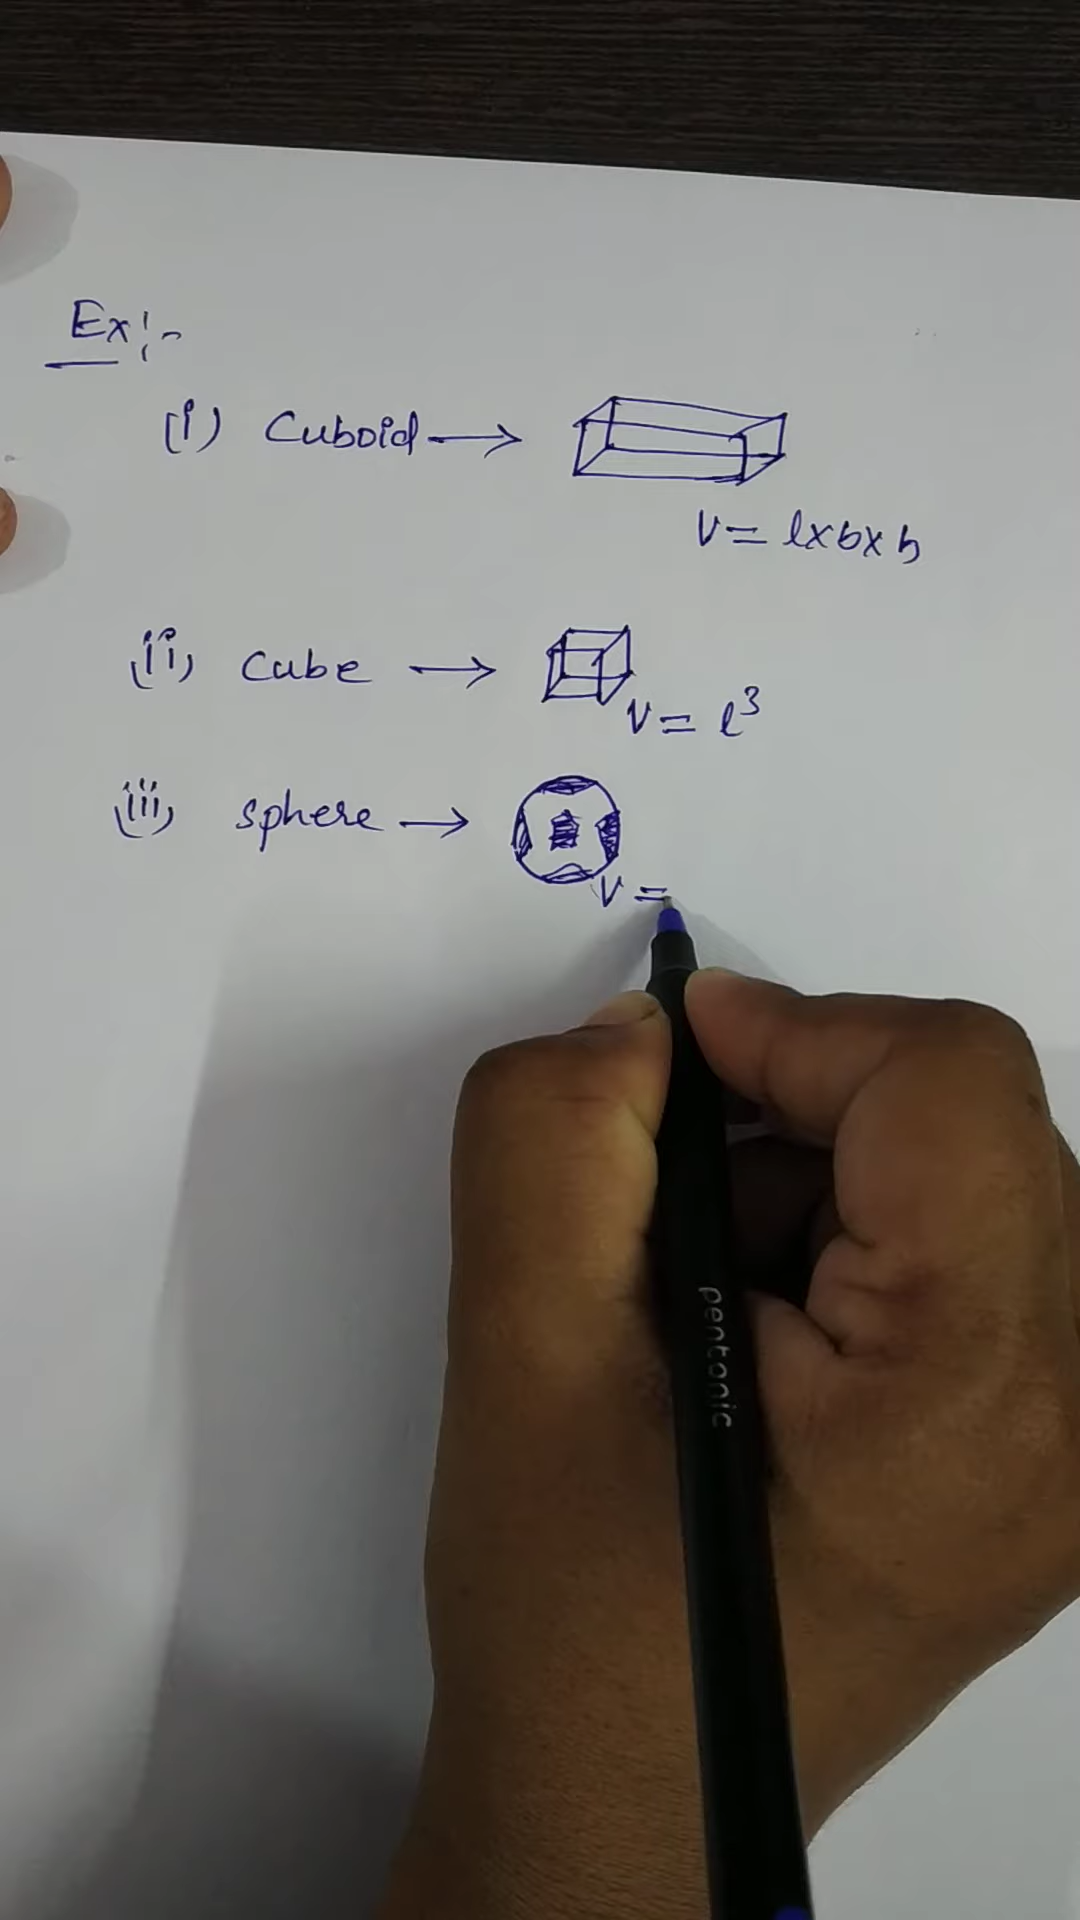 Ex:-
(i) Cuboid →
V = l×b×h
(ii) Cube →
V = l³
(iii) sphere →
V =
pentonic